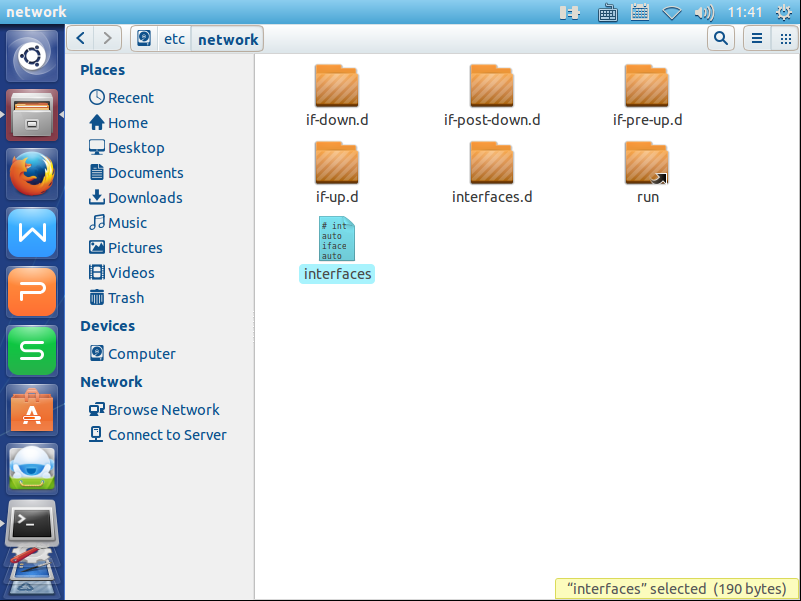 network
11:41
etc
network
Places
Recent
Home
Desktop
Documents
Downloads
Music
Pictures
Videos
Trash
Devices
Computer
Network
Browse Network
Connect to Server
if-down.d
if-post-down.d
if-pre-up.d
if-up.d
interfaces.d
run
# int
auto
iface
auto
interfaces
“interfaces” selected (190 bytes)